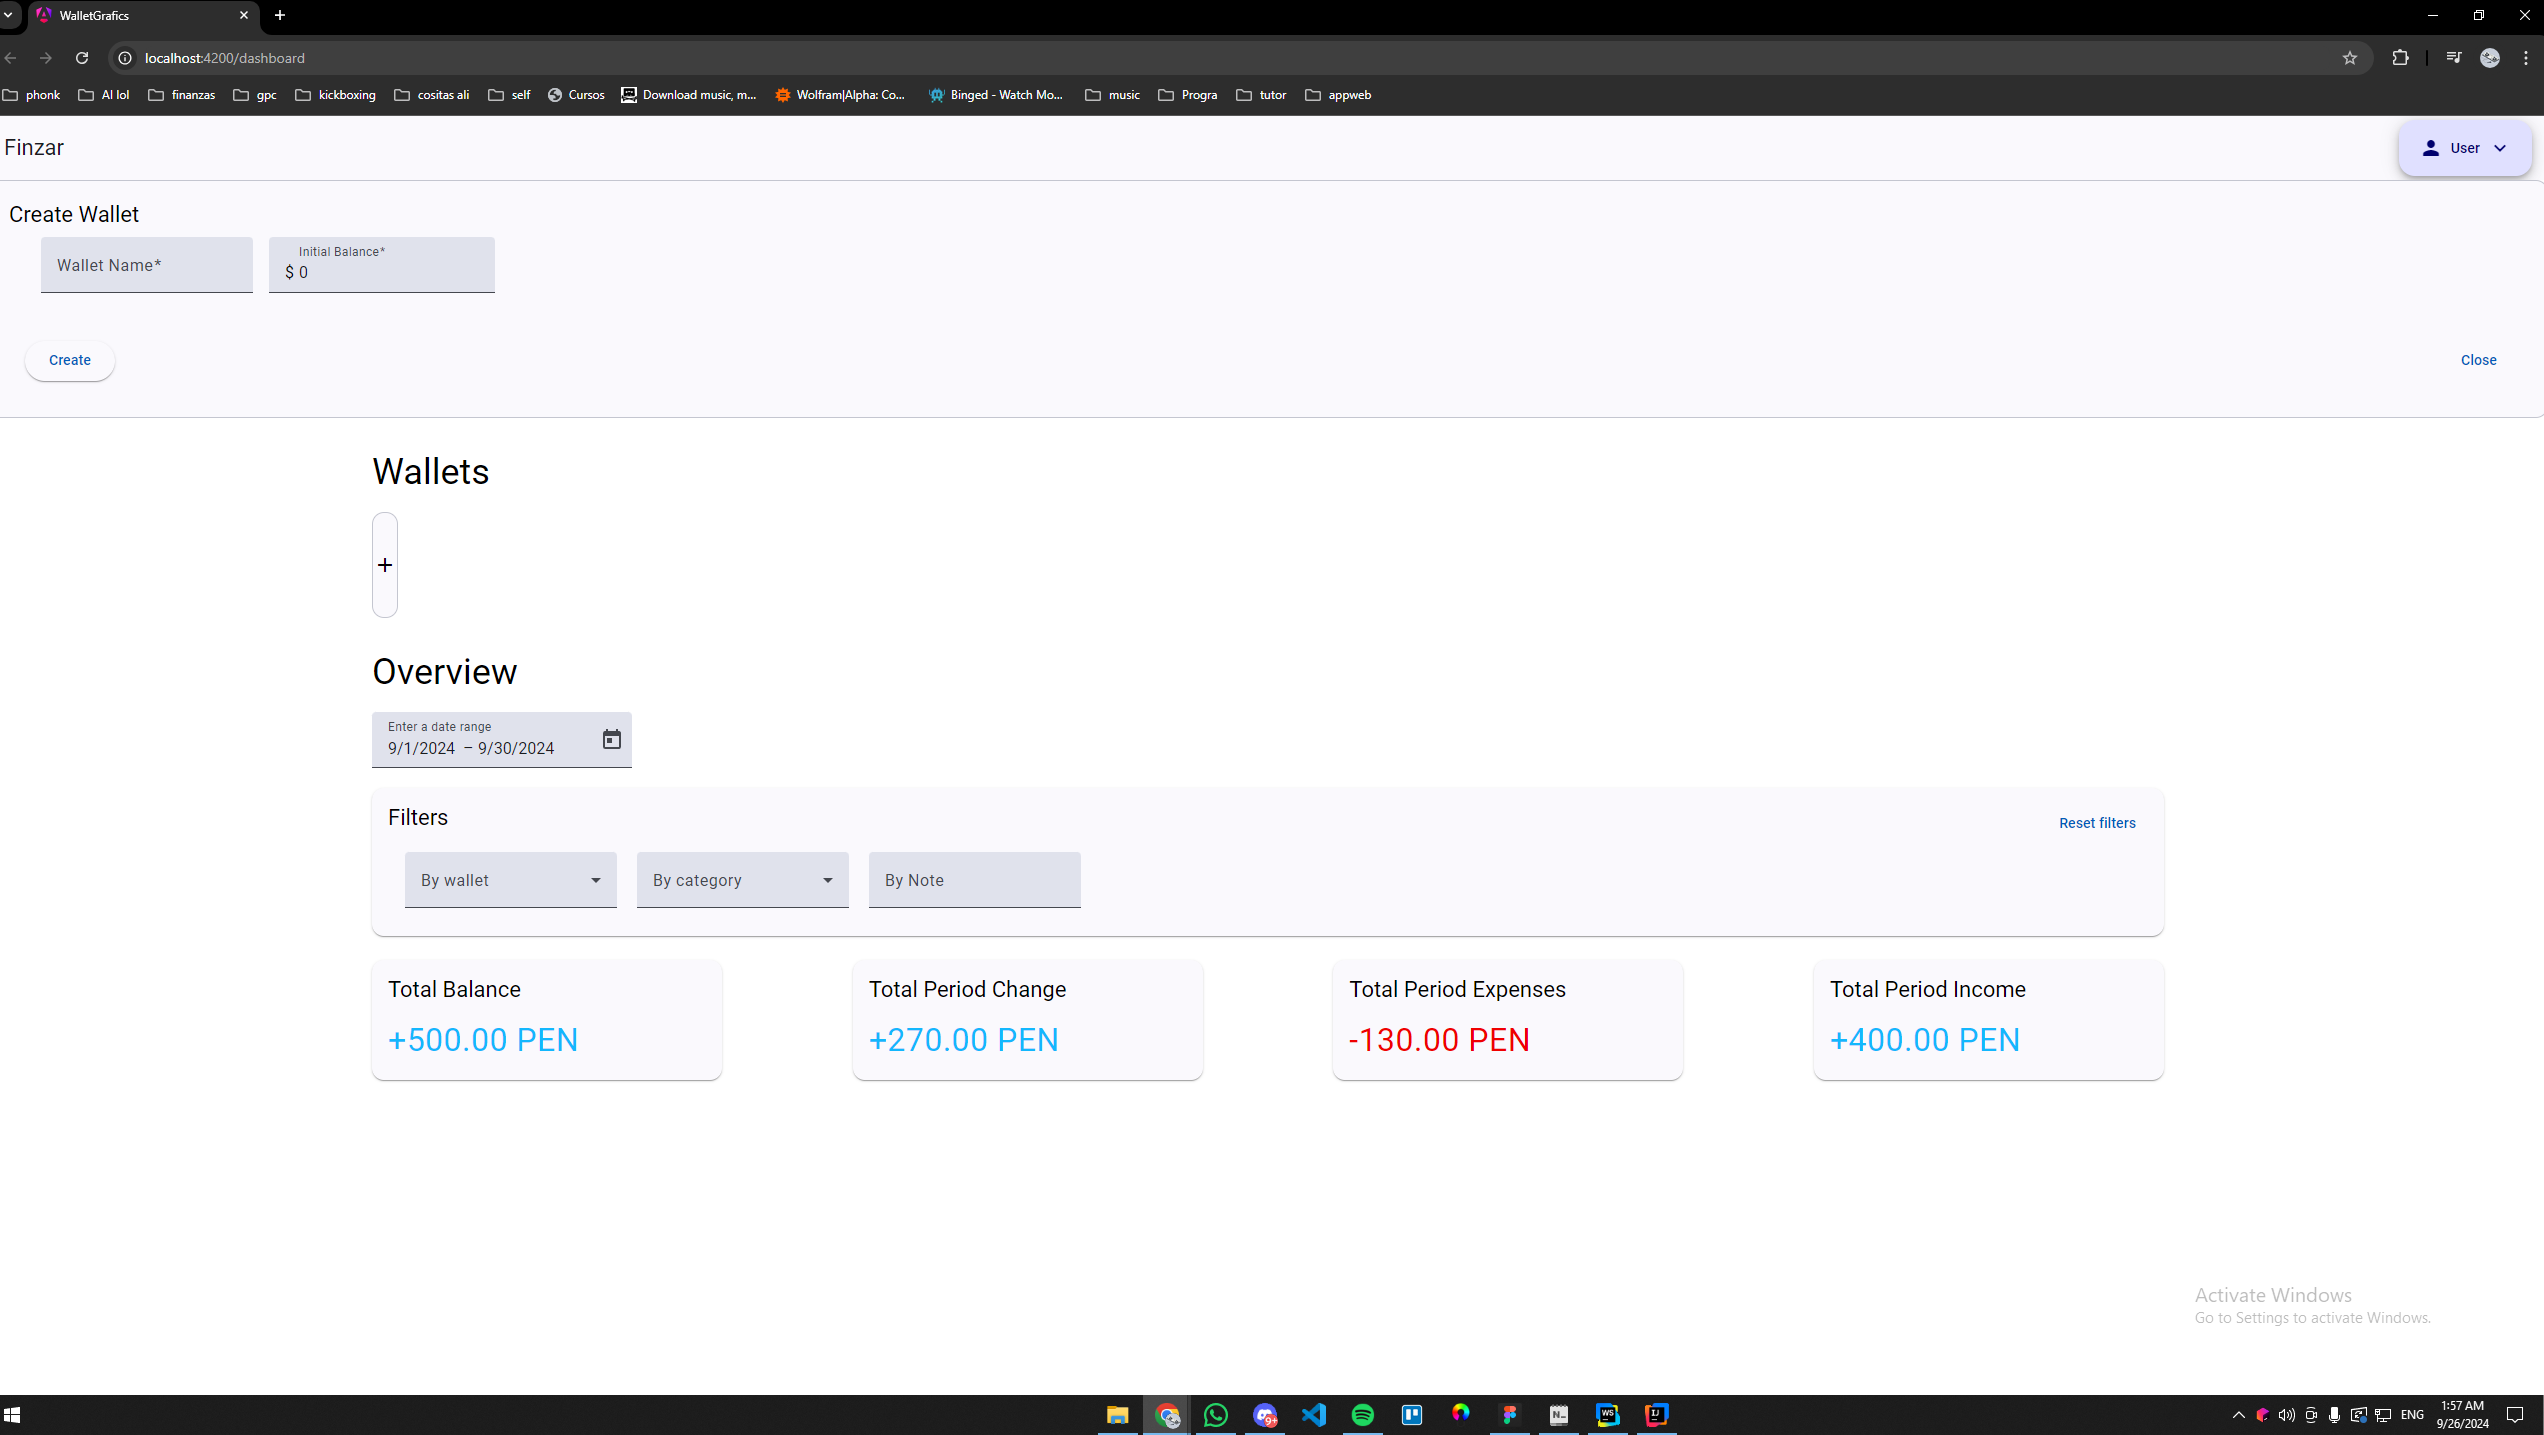 WalletGrafics
localhost:4200/dashboard
phonk AI lol finanzas gpc kickboxing cositas ali self Cursos Download music, m... Wolfram|Alpha: Co... Binged - Watch Mo... music Progra tutor appweb
Finzar
User
Create Wallet
Wallet Name*
Initial Balance*
$ 0
Create
Close
Wallets
+
Overview
Enter a date range
9/1/2024 – 9/30/2024
Filters
Reset filters
By wallet
By category
By Note
Total Balance
+500.00 PEN
Total Period Change
+270.00 PEN
Total Period Expenses
-130.00 PEN
Total Period Income
+400.00 PEN
Activate Windows
Go to Settings to activate Windows.
9+
N_
WS
IJ
ENG
1:57 AM
9/26/2024